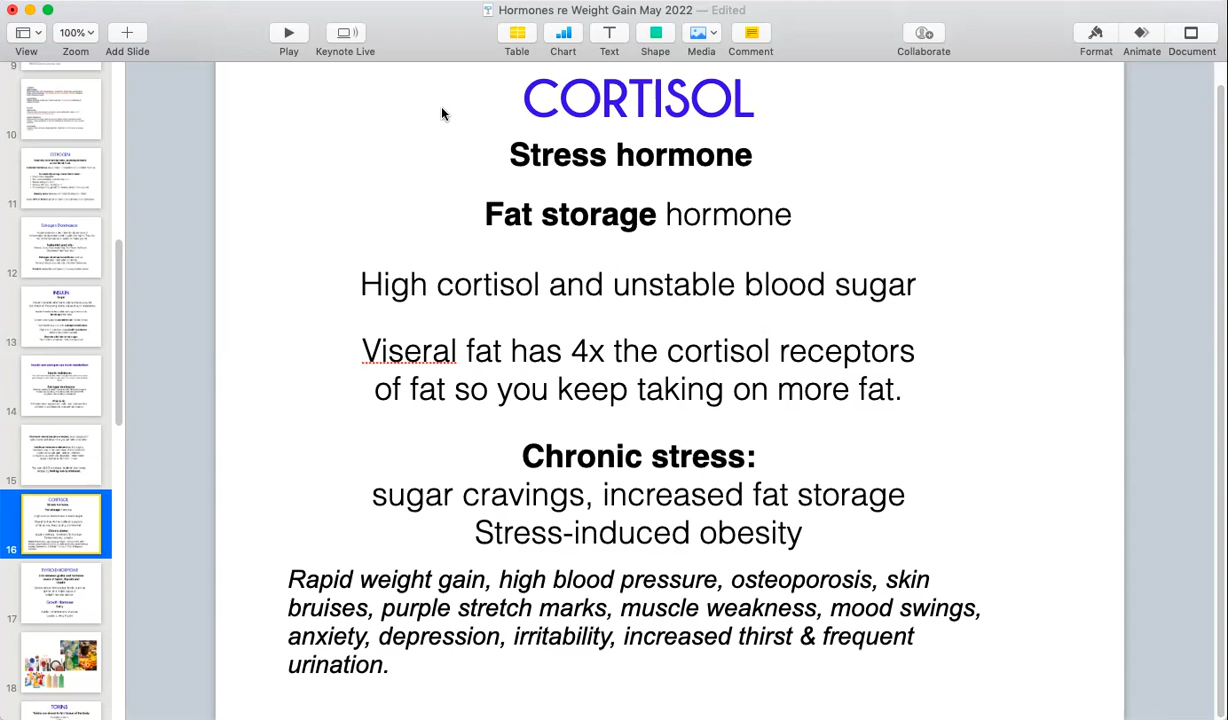 Hormones re Weight Gain May 2022 — Edited
100%
View
Zoom
Add Slide
Play
Keynote Live
Table
Chart
Text
Shape
Media
Comment
Collaborate
Format
Animate
Document
9
10
11
12
13
14
15
16
17
18
CORTISOL
Stress hormone
Fat storage hormone
High cortisol and unstable blood sugar
Viseral fat has 4x the cortisol receptors
of fat so you keep taking on more fat.
Chronic stress:
sugar cravings, increased fat storage
Stress-induced obesity
Rapid weight gain, high blood pressure, osteoporosis, skin
bruises, purple stretch marks, muscle weakness, mood swings,
anxiety, depression, irritability, increased thirst & frequent
urination.